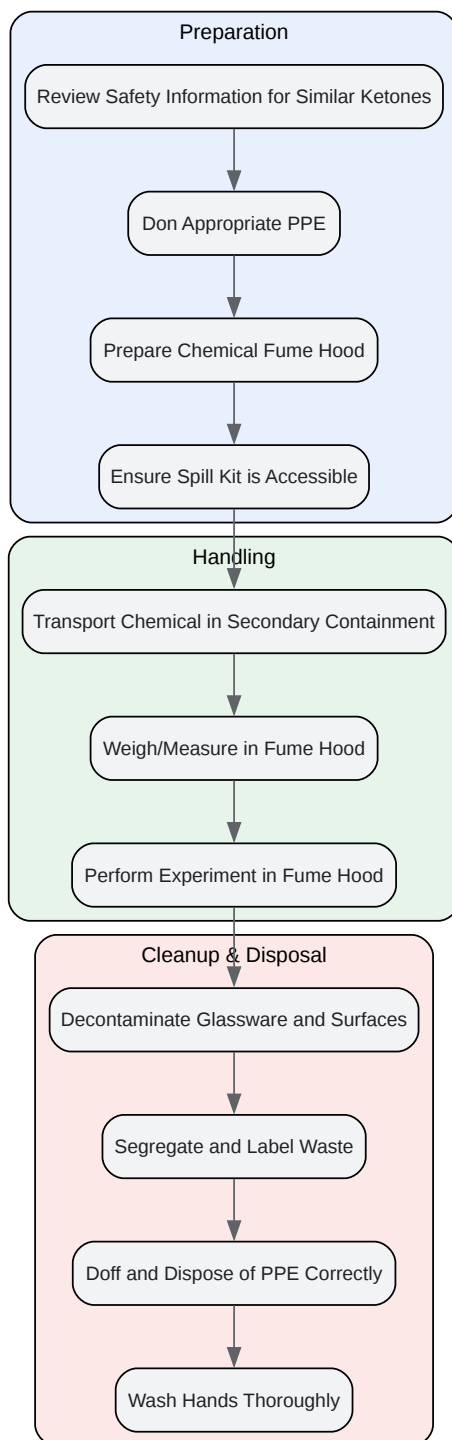 Preparation
Review Safety Information for Similar Ketones
Don Appropriate PPE
Prepare Chemical Fume Hood
Ensure Spill Kit is Accessible
Handling
Transport Chemical in Secondary Containment
Weigh/Measure in Fume Hood
Perform Experiment in Fume Hood
Cleanup & Disposal
Decontaminate Glassware and Surfaces
Segregate and Label Waste
Doff and Dispose of PPE Correctly
Wash Hands Thoroughly